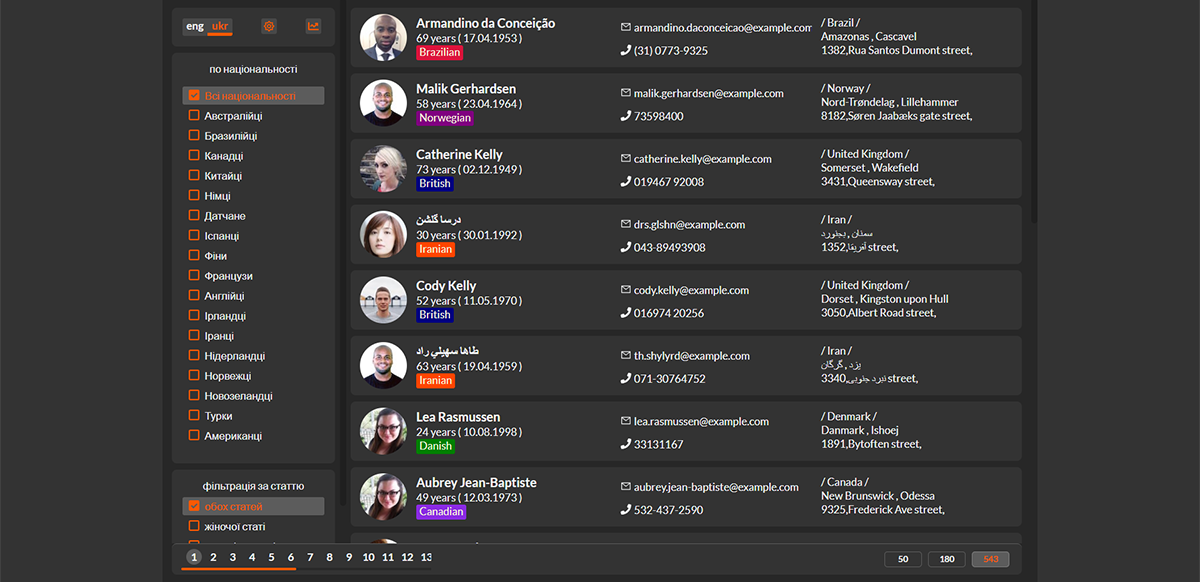 eng ukr
по національності
Всі національності
Австралійці
Бразилійці
Канадці
Китайці
Німці
Датчане
Іспанці
Фіни
Французи
Англійці
Ірландці
Іранці
Нідерландці
Норвежці
Новозеландці
Турки
Американці
фільтрація за статтю
обох статей
жіночої статі
Armandino da Conceição
69 years ( 17.04.1953 )
Brazilian
armandino.daconceicao@example.com
(31) 0773-9325
/ Brazil /
Amazonas , Cascavel
1382,Rua Santos Dumont street,
Malik Gerhardsen
58 years ( 23.04.1964 )
Norwegian
malik.gerhardsen@example.com
73598400
/ Norway /
Nord-Trøndelag , Lillehammer
8182,Søren Jaabæks gate street,
Catherine Kelly
73 years ( 02.12.1949 )
British
catherine.kelly@example.com
019467 92008
/ United Kingdom /
Somerset , Wakefield
3431,Queensway street,
درسا گلشن
30 years ( 30.01.1992 )
Iranian
drs.glshn@example.com
043-89493908
/ Iran /
سمنان , بجنورد
1352,آفریقا street,
Cody Kelly
52 years ( 11.05.1970 )
British
cody.kelly@example.com
016974 20256
/ United Kingdom /
Dorset , Kingston upon Hull
3050,Albert Road street,
طاها سهيلي راد
63 years ( 19.04.1959 )
Iranian
th.shylyrd@example.com
071-30764752
/ Iran /
یزد , گرگان
3340,نبرد جنوبی street,
Lea Rasmussen
24 years ( 10.08.1998 )
Danish
lea.rasmussen@example.com
33131167
/ Denmark /
Danmark , Ishoej
1891,Bytoften street,
Aubrey Jean-Baptiste
49 years ( 12.03.1973 )
Canadian
aubrey.jean-baptiste@example.com
532-437-2590
/ Canada /
New Brunswick , Odessa
9325,Frederick Ave street,
1 2 3 4 5 6 7 8 9 10 11 12 13
50 180 543